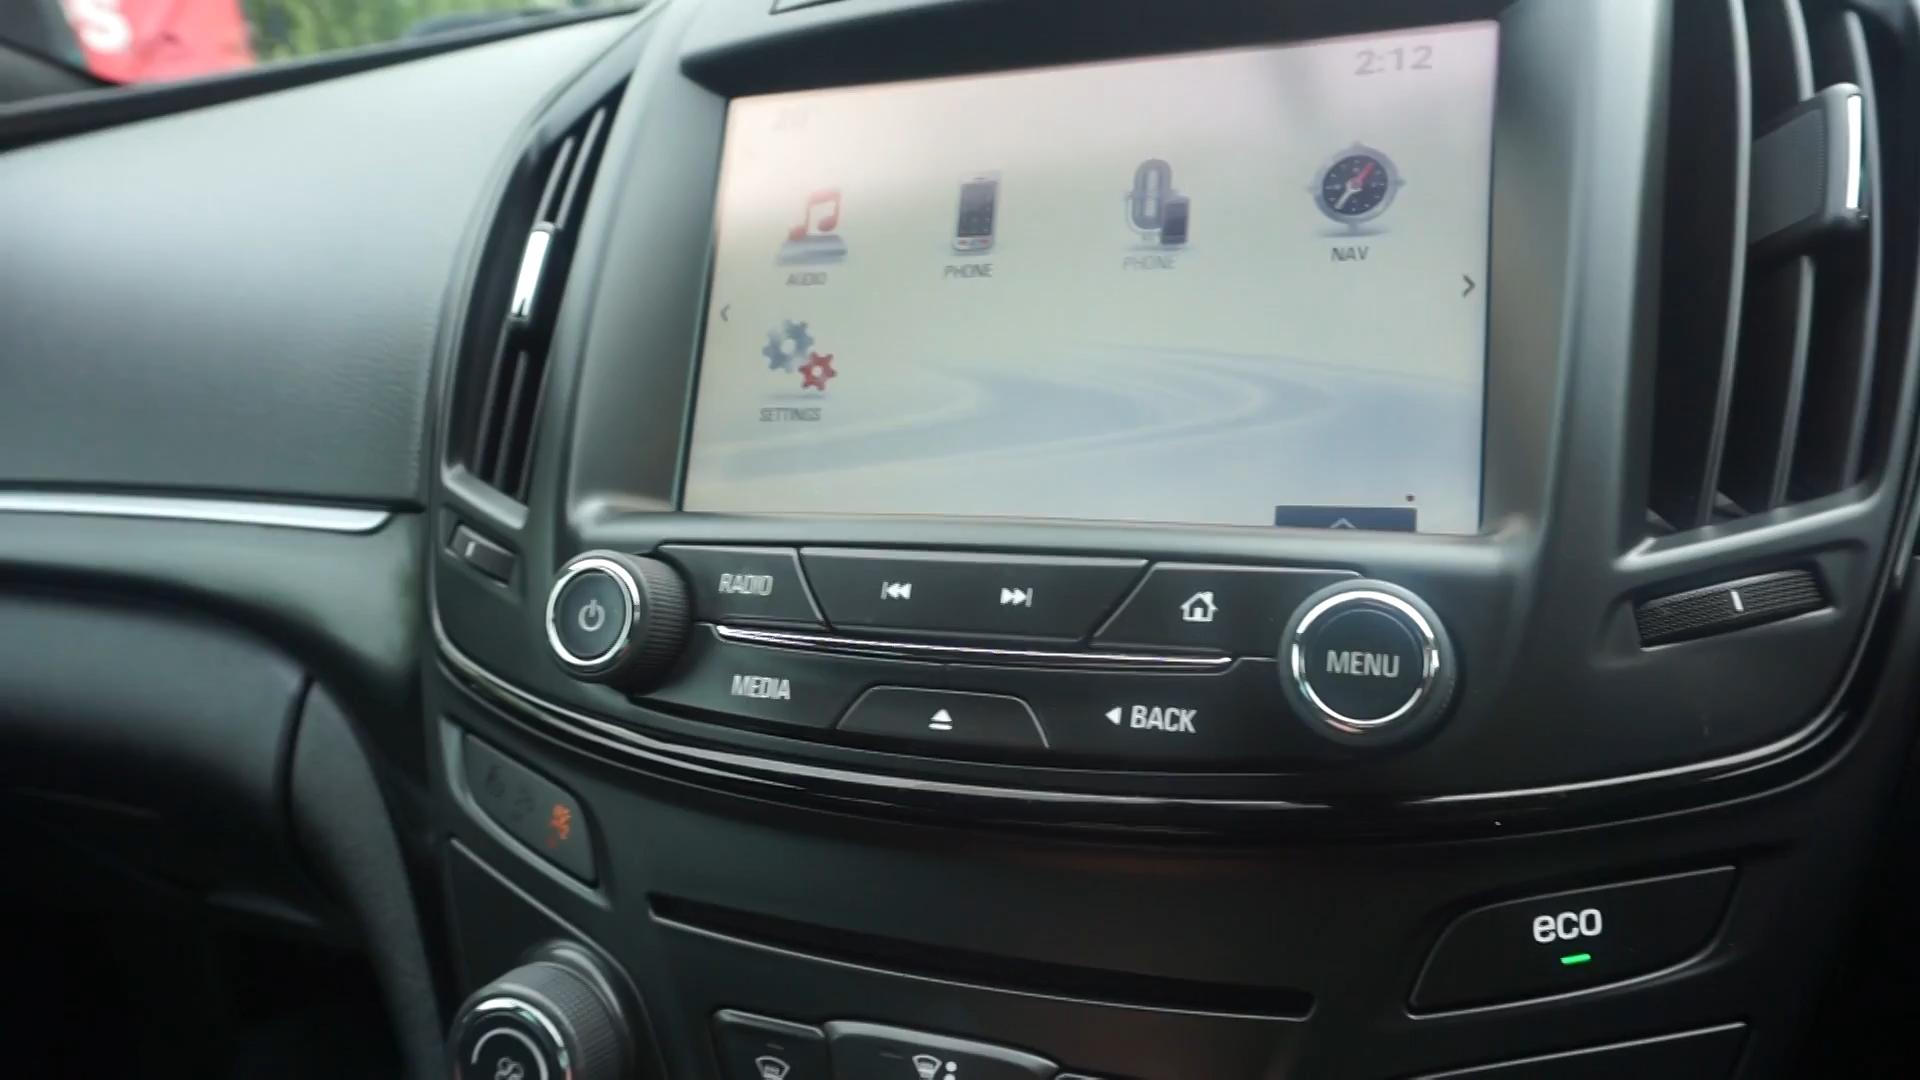 S
2:12
AUDIO
PHONE
PHONE
NAV
SETTINGS
RADIO
MEDIA
BACK
MENU
eco